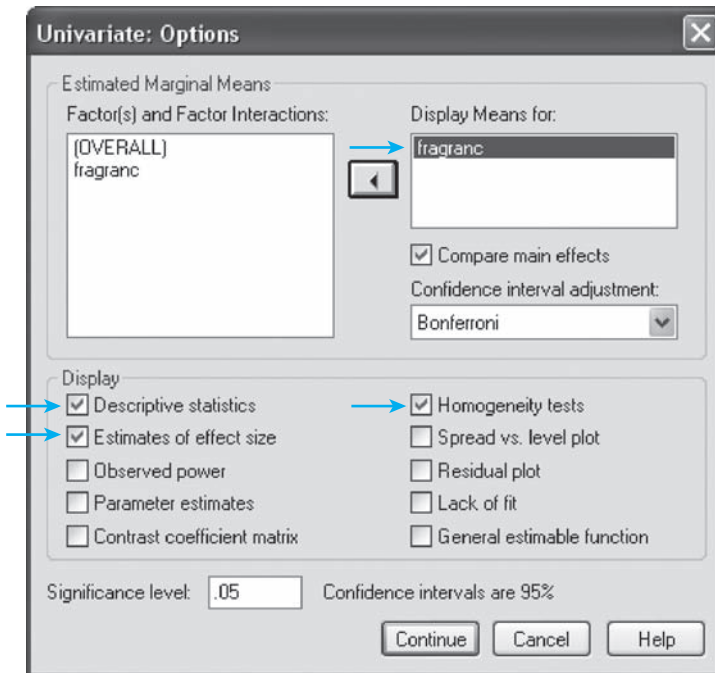 Univariate: Options
Estimated Marginal Means
Factor(s) and Factor Interactions:
(OVERALL)
fragranc
Display Means for:
fragranc
Compare main effects
Confidence interval adjustment:
Bonferroni
Display
Descriptive statistics
Estimates of effect size
Observed power
Parameter estimates
Contrast coefficient matrix
Homogeneity tests
Spread vs. level plot
Residual plot
Lack of fit
General estimable function
Significance level: .05 Confidence intervals are 95%
Continue Cancel Help